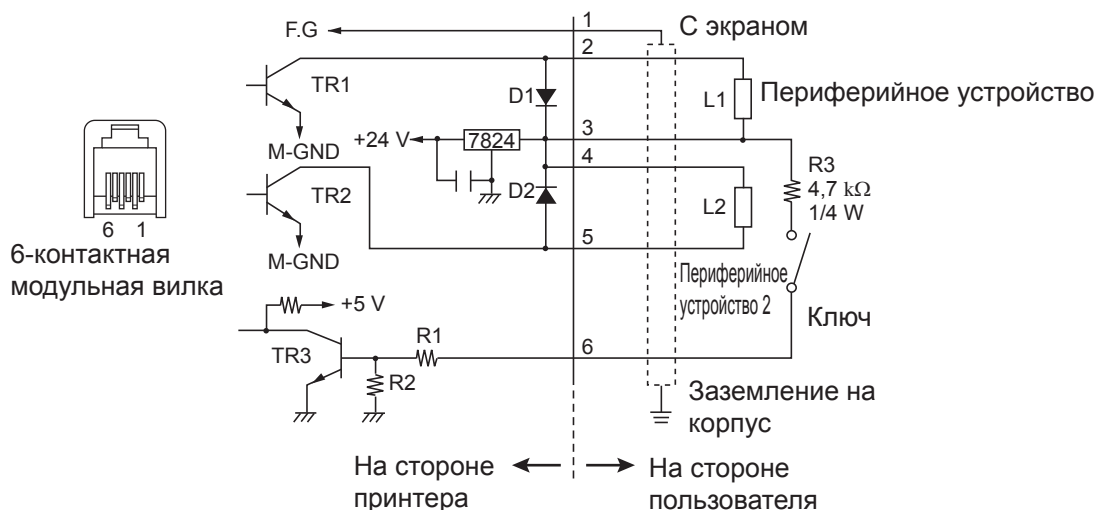 1
F.G
С экраном
2
TR1
D1
L1
Периферийное устройство
+24 V
7824
3
M-GND
4
R3
4,7 kΩ
1/4 W
TR2
D2
L2
6 1
5
6-контактная
модульная вилка
M-GND
Периферийное
устройство 2
+5 V
Ключ
R1
6
TR3
R2
Заземление на
корпус
На стороне
принтера
На стороне
пользователя